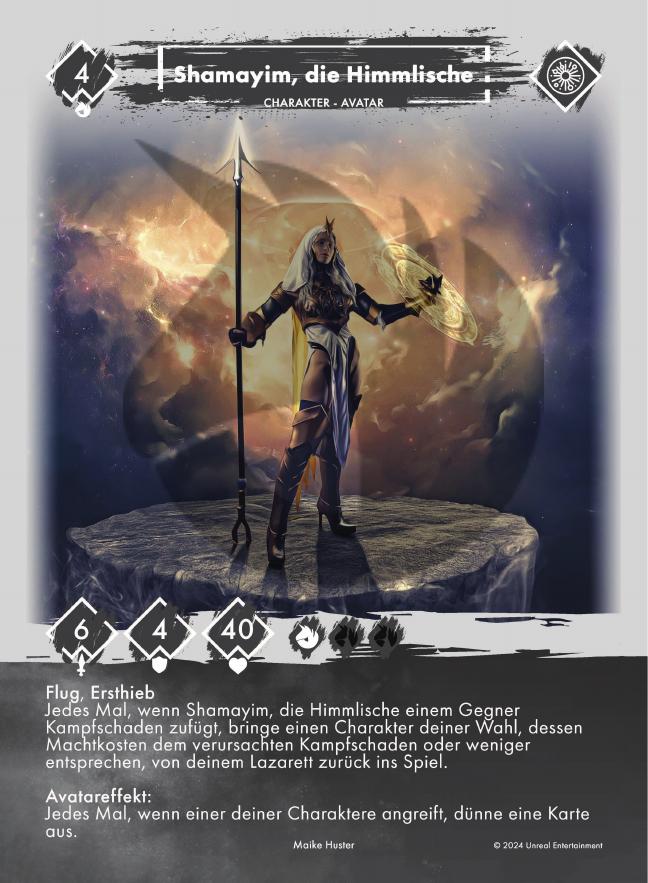 4
Shamayim, die Himmlische
CHARAKTER - AVATAR
6
4
40
Flug, Ersthieb
Jedes Mal, wenn Shamayim, die Himmlische einem Gegner
Kampfschaden zufügt, bringe einen Charakter deiner Wahl, dessen
Machtkosten dem verursachten Kampfschaden oder weniger
entsprechen, von deinem Lazarett zurück ins Spiel.
Avatareffekt:
Jedes Mal, wenn einer deiner Charaktere angreift, dünne eine Karte
aus.
Maike Huster
© 2024 Unreal Entertainment